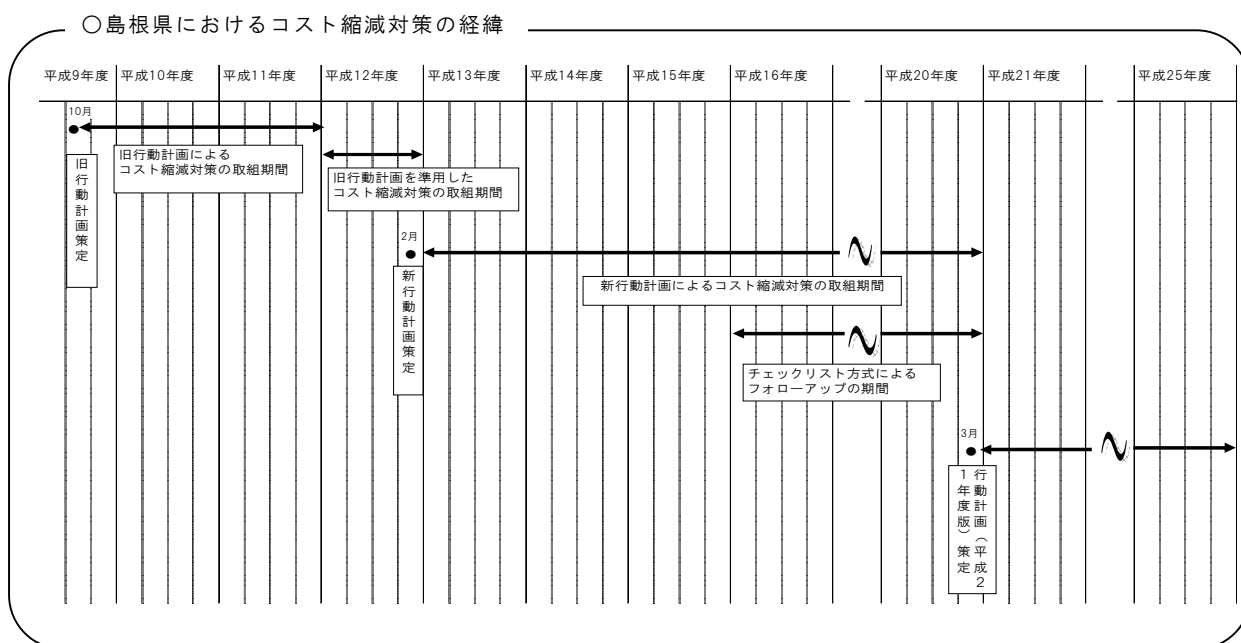 ○島根県におけるコスト縮減対策の経緯
平成9年度 平成10年度 平成11年度 平成12年度 平成13年度 平成14年度 平成15年度 平成16年度 平成20年度 平成21年度 平成25年度
10月
旧行動計画策定
旧行動計画による
コスト縮減対策の取組期間
旧行動計画を準用した
コスト縮減対策の取組期間
2月
新行動計画策定
新行動計画によるコスト縮減対策の取組期間
チェックリスト方式による
フォローアップの期間
3月
行動計画（平成2
1年度版）策定